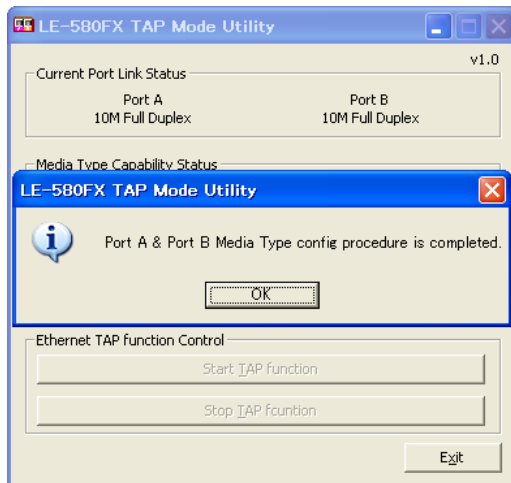 LE-580FX TAP Mode Utility
v1.0
Current Port Link Status
Port A
Port B
10M Full Duplex
10M Full Duplex
Media Type Capability Status
LE-580FX TAP Mode Utility
Port A & Port B Media Type config procedure is completed.
OK
Ethernet TAP function Control
Start TAP function
Stop TAP fcuntion
Exit